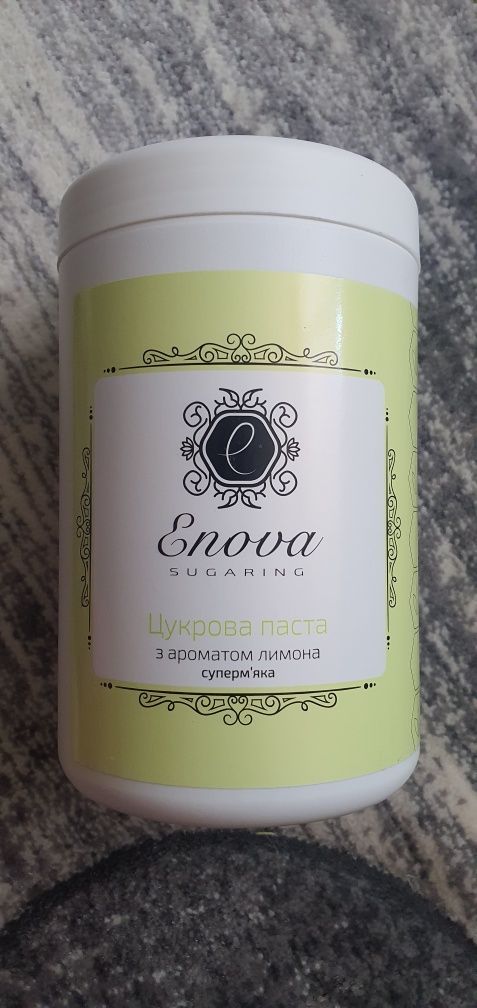 e
Enova
SUGARING
Цукрова паста
з ароматом лимона
суперм'яка